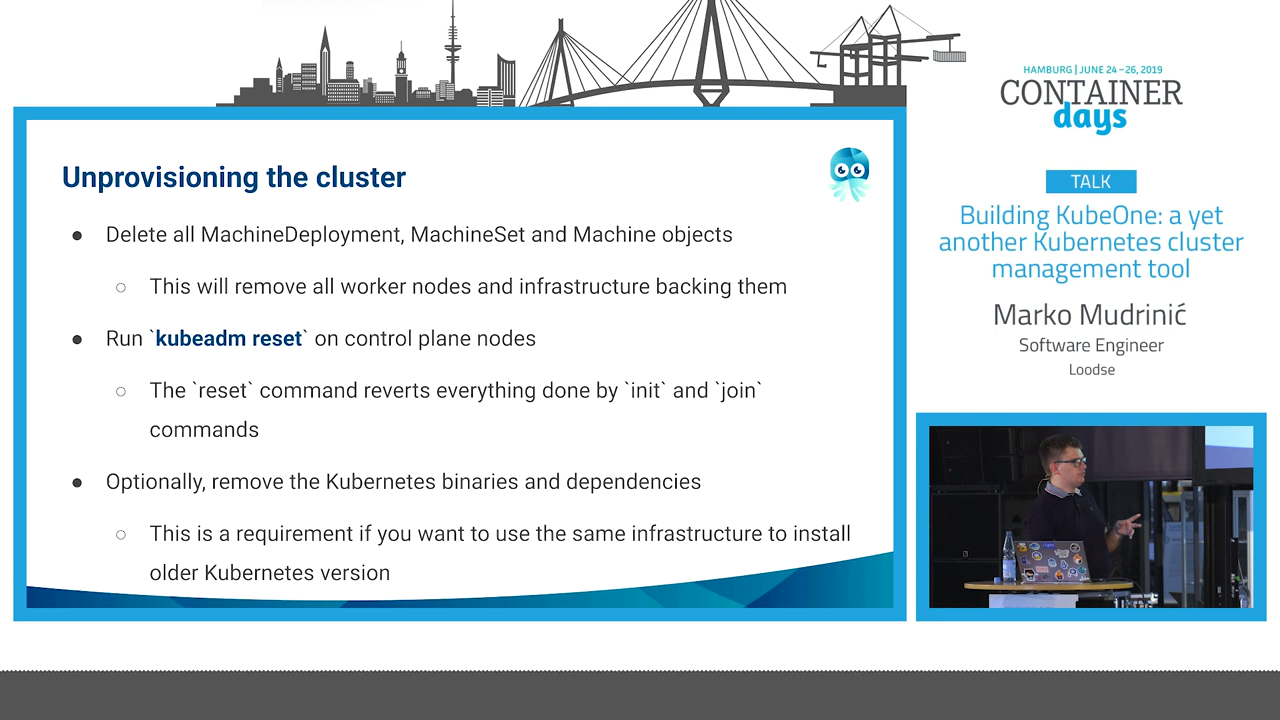 Unprovisioning the cluster
● Delete all MachineDeployment, MachineSet and Machine objects
○ This will remove all worker nodes and infrastructure backing them
● Run `kubeadm reset` on control plane nodes
○ The `reset` command reverts everything done by `init` and `join`
commands
● Optionally, remove the Kubernetes binaries and dependencies
○ This is a requirement if you want to use the same infrastructure to install
older Kubernetes version
HAMBURG | JUNE 24 – 26, 2019
CONTAINER
days
TALK
Building KubeOne: a yet
another Kubernetes cluster
management tool
Marko Mudrinić
Software Engineer
Loodse